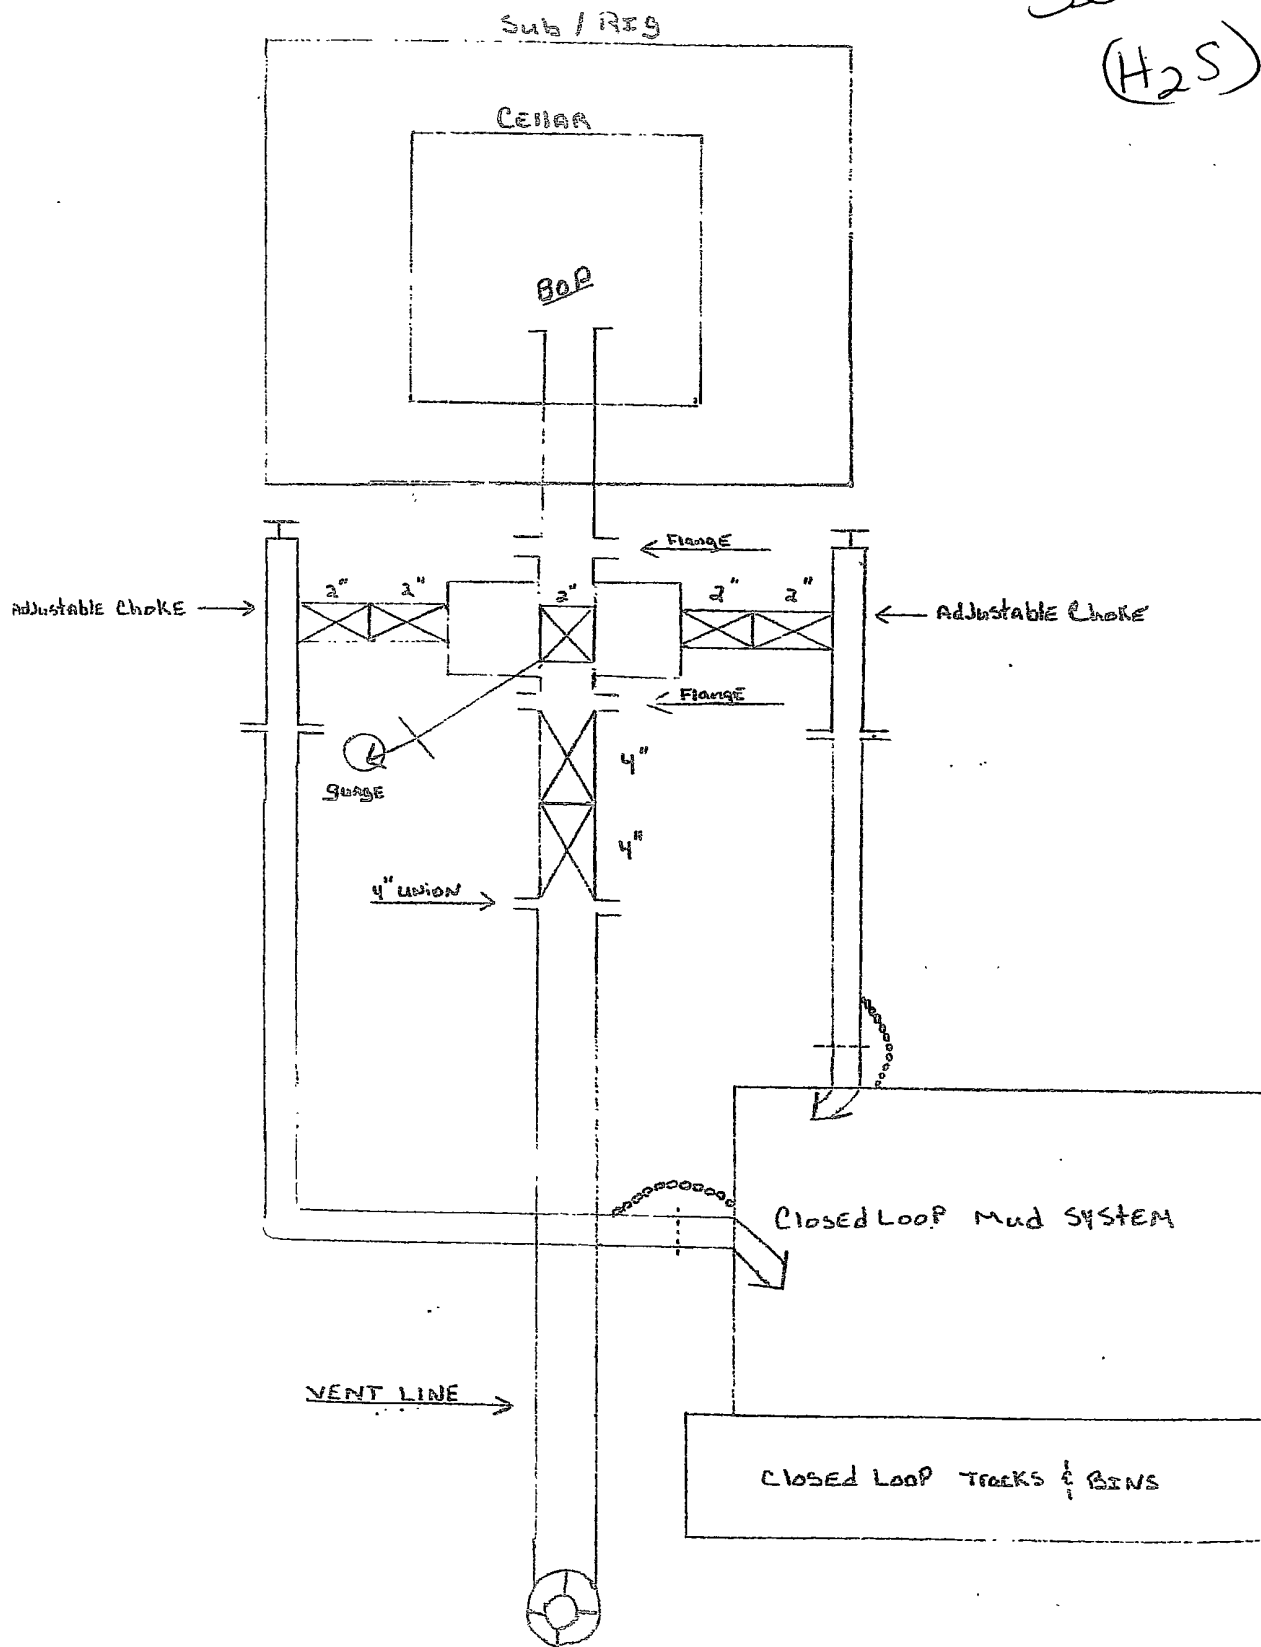 (H2S)
Sub / RIg
CEllAR
BOP
FlangE
2" 2" 2" 2" 2"
AdJustable ChoKE
AdJustable ChoKE
FlangE
4"
gUagE
4"
4" UNION
Closed Loop Mud SYSTEM
VENT LINE
Closed Loop TracKs & BINS